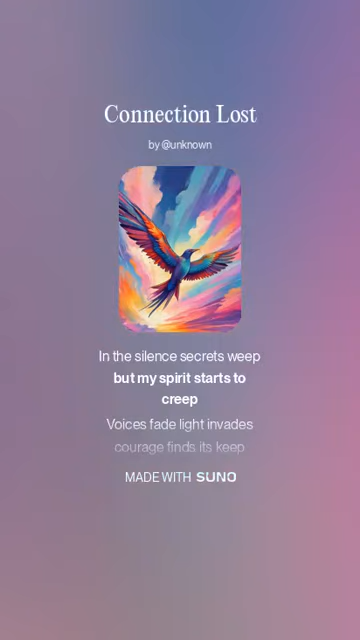 Connection Lost
by @unknown
In the silence secrets weep
but my spirit starts to
creep
Voices fade light invades
courage finds its keep
MADE WITH SUNO